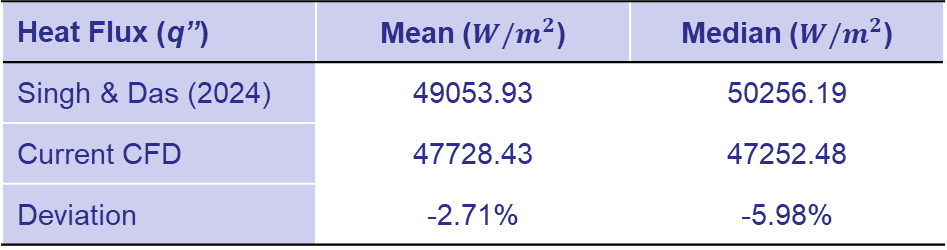 Heat Flux (q”) Mean (W/m²) Median (W/m²)
Singh & Das (2024) 49053.93 50256.19
Current CFD 47728.43 47252.48
Deviation -2.71% -5.98%